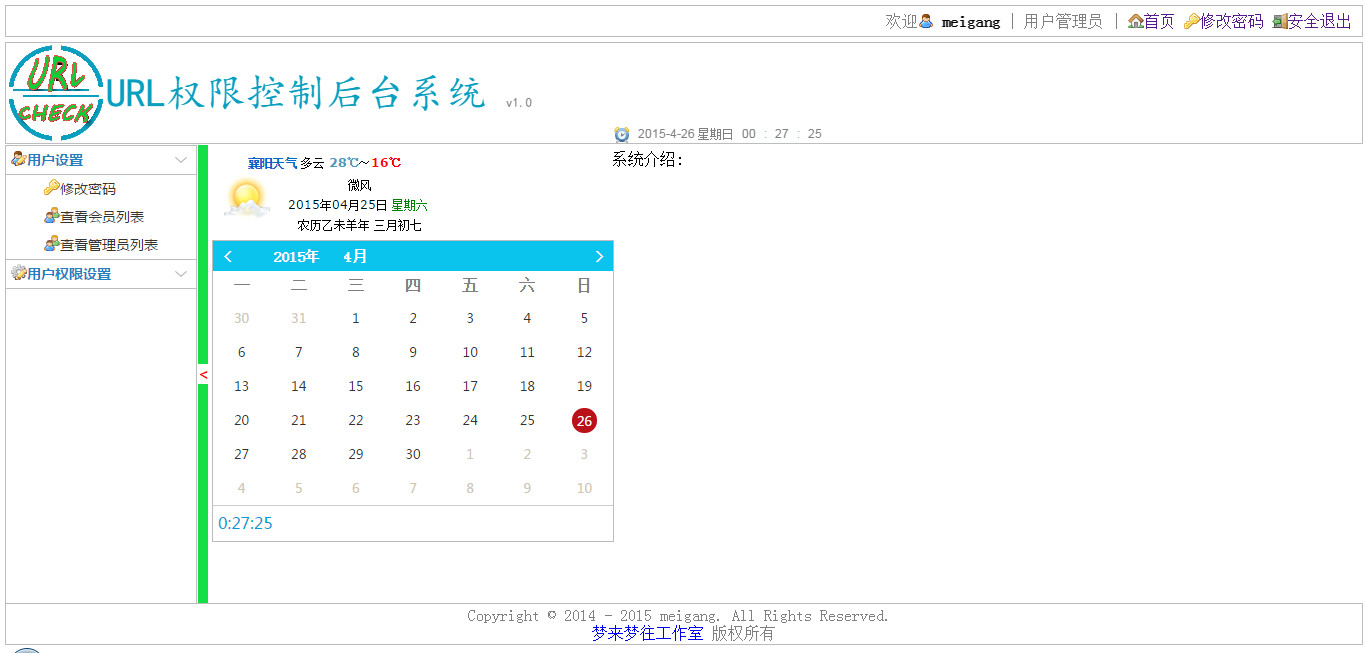 欢迎 meigang | 用户管理员 | 首页 修改密码 安全退出
URL CHECK
URL权限控制后台系统 v1.0
2015-4-26 星期日 00 : 27 : 25
用户设置
修改密码
查看会员列表
查看管理员列表
用户权限设置
<
襄阳天气 多云 28℃~16℃
微风
2015年04月25日 星期六
农历乙未羊年 三月初七
系统介绍:
< 2015年 4月 >
一 二 三 四 五 六 日
30 31 1 2 3 4 5
6 7 8 9 10 11 12
13 14 15 16 17 18 19
20 21 22 23 24 25 26
27 28 29 30 1 2 3
4 5 6 7 8 9 10
0:27:25
Copyright © 2014 - 2015 meigang. All Rights Reserved.
梦来梦往工作室 版权所有